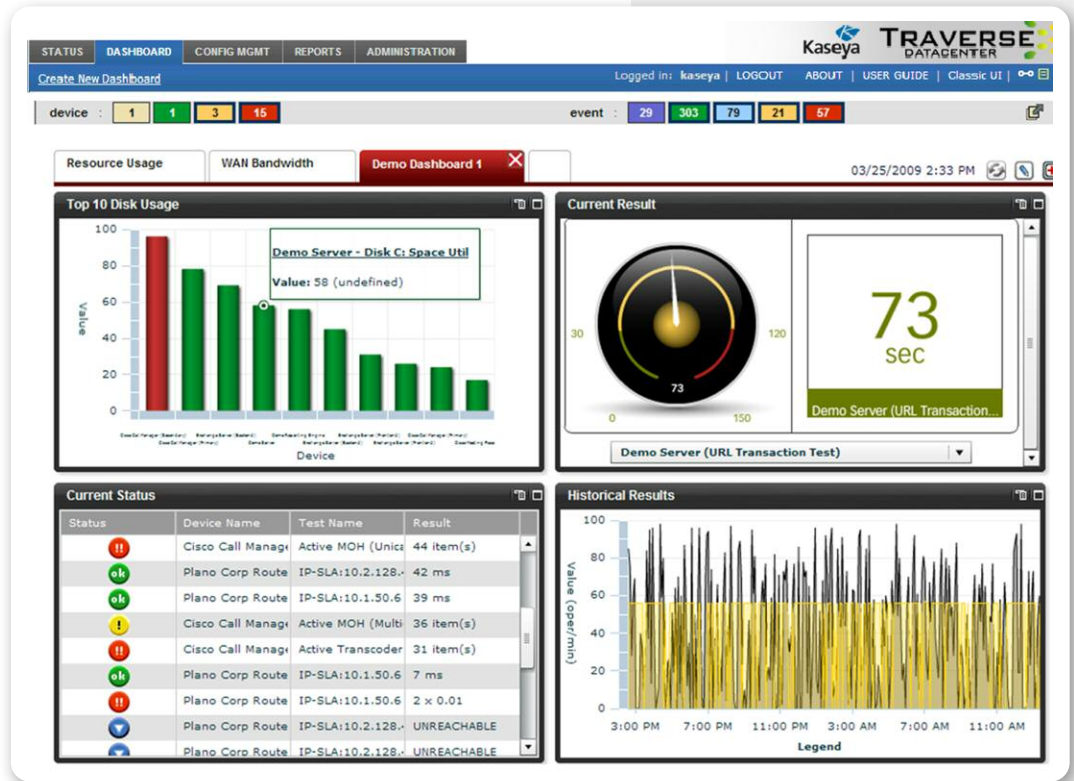 STATUS DASHBOARD CONFIG MGMT REPORTS ADMINISTRATION
Kaseya TRAVERSE
DATACENTER
Create New Dashboard
Logged in: kaseya | LOGOUT ABOUT | USER GUIDE | Classic UI |
device : 1 1 3 15
event : 29 303 79 21 57
Resource Usage WAN Bandwidth Demo Dashboard 1
03/25/2009 2:33 PM
Top 10 Disk Usage
100
80
60
40
20
0
Value
Demo Server - Disk C: Space Util
Value: 58 (undefined)
Device
Current Result
30 120
73
0 150
73
sec
Demo Server (URL Transaction...
Demo Server (URL Transaction Test)
Current Status
Status Device Name Test Name Result
!! Cisco Call Manage Active MOH (Unica 44 item(s)
ok Plano Corp Route IP-SLA:10.2.128.- 42 ms
ok Plano Corp Route IP-SLA:10.1.50.6 39 ms
! Cisco Call Manage Active MOH (Multi 36 item(s)
!! Cisco Call Manage Active Transcoder 31 item(s)
ok Plano Corp Route IP-SLA:10.1.50.6 7 ms
!! Plano Corp Route IP-SLA:10.1.50.6 2 x 0.01
Plano Corp Route IP-SLA:10.2.128.- UNREACHABLE
Plano Corp Route IP-SLA:10.2.128.- UNREACHABLE
Historical Results
100
80
60
40
20
0
Value (oper/min)
3:00 PM 7:00 PM 11:00 PM 3:00 AM 7:00 AM 11:00 AM
Legend